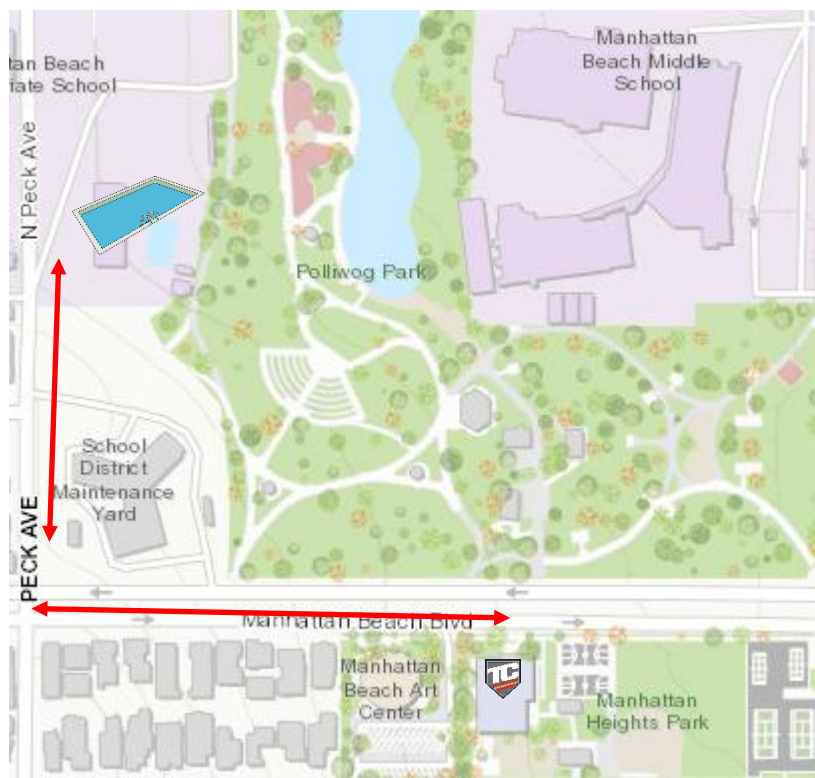 Manhattan
Beach Middle
School
tan Beach
iate School
N Peck Ave
Polliwog Park
School
District
Maintenance
Yard
PECK AVE
Manhattan Beach Blvd
Manhattan
Beach Art
Center
TC
Manhattan
Heights Park